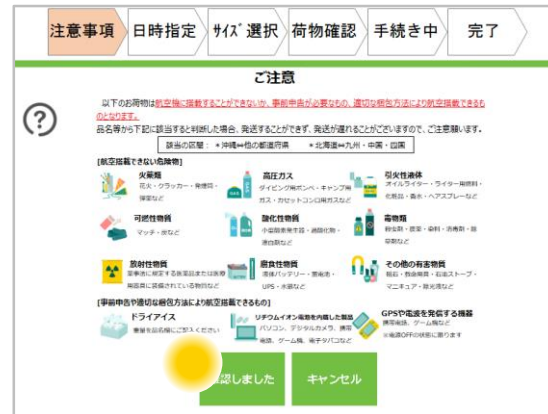 注意事項
日時指定
サイズ選択
荷物確認
手続き中
完了
ご注意
以下のお荷物は航空機に搭載することができないか、事前申告が必要なもの、適切な梱包方法により航空搭載できるも
のとなります。
品名等から下記に該当すると判断した場合、発送することができず、発送が遅れることがございますので、ご注意願います。
該当の区間： *沖縄⇔他の都道府県 *北海道⇔九州・中国・四国
[航空搭載できない危険物]
火薬類
花火・クラッカー・発煙筒・
弾薬など
高圧ガス
ダイビング用ボンベ・キャンプ用
ガス・カセットコンロ用ガスなど
引火性液体
オイルライター・ライター用燃料・
化粧品・香水・ヘアスプレーなど
可燃性物質
マッチ・炭など
酸化性物質
小型酸素発生器・過酸化物・
漂白剤など
毒物類
殺虫剤・農薬・染料・消毒剤・除
草剤など
放射性物質
薬事法に規定する医薬品または医療
用器具に装備されている物質など
腐食性物質
液体バッテリー・蓄電池・
UPS・水銀など
その他の有害物質
磁石・救命用具・石油ストーブ・
マニキュア・除光液など
[事前申告や適切な梱包方法により航空搭載できるもの]
ドライアイス
重量を品名欄にご記入ください
リチウムイオン電池を内蔵した製品
パソコン、デジタルカメラ、携帯
電話、ゲーム機、電子タバコなど
GPSや電波を発信する機器
携帯電話、ゲーム機など
※電源OFFの状態に限ります
認しました
キャンセル